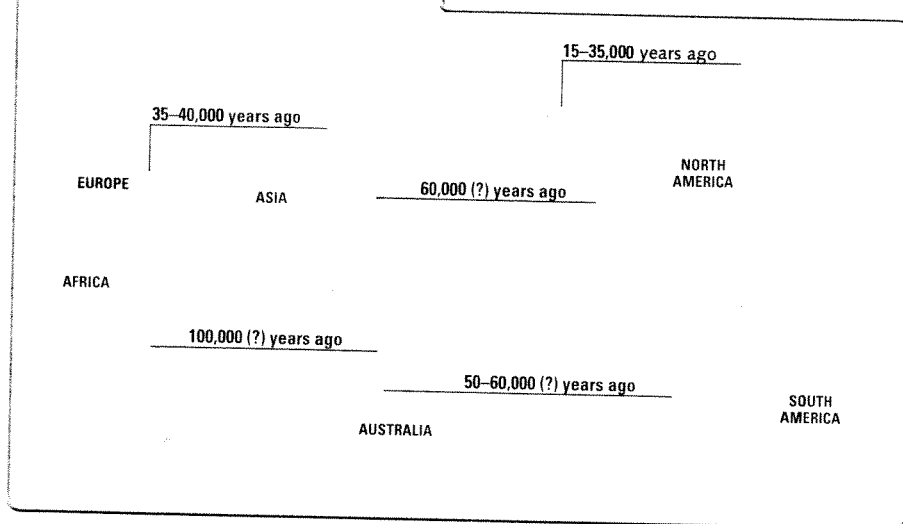 15–35,000 years ago
35–40,000 years ago
NORTH
AMERICA
EUROPE
ASIA
60,000 (?) years ago
AFRICA
100,000 (?) years ago
50–60,000 (?) years ago
SOUTH
AMERICA
AUSTRALIA